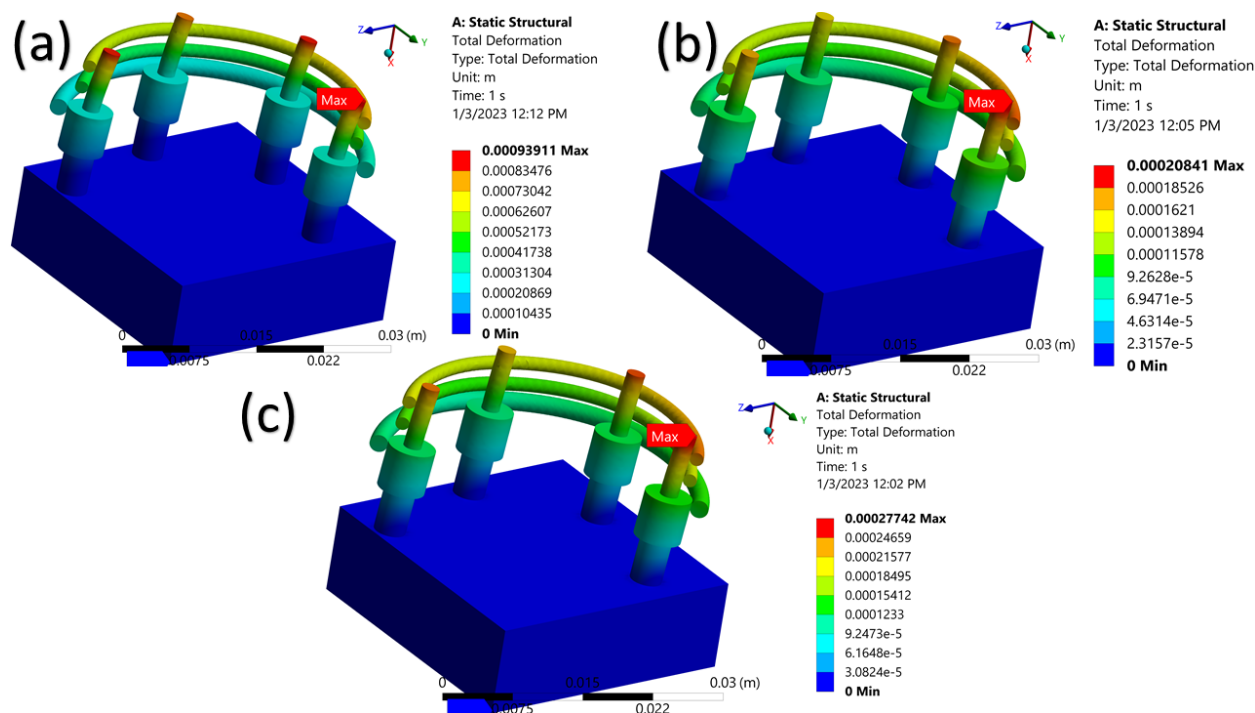 (a)
Z
Y
X
A: Static Structural
Total Deformation
Type: Total Deformation
Unit: m
Time: 1 s
1/3/2023 12:12 PM
Max
0.00093911 Max
0.00083476
0.00073042
0.00062607
0.00052173
0.00041738
0.00031304
0.00020869
0.00010435
0 Min
0
0.015
0.03 (m)
0.0075
0.022
(b)
Z
Y
X
A: Static Structural
Total Deformation
Type: Total Deformation
Unit: m
Time: 1 s
1/3/2023 12:05 PM
Max
0.00020841 Max
0.00018526
0.0001621
0.00013894
0.00011578
9.2628e-5
6.9471e-5
4.6314e-5
2.3157e-5
0 Min
0
0.015
0.03 (m)
0.0075
0.022
(c)
Z
Y
X
A: Static Structural
Total Deformation
Type: Total Deformation
Unit: m
Time: 1 s
1/3/2023 12:02 PM
Max
0.00027742 Max
0.00024659
0.00021577
0.00018495
0.00015412
0.0001233
9.2473e-5
6.1648e-5
3.0824e-5
0 Min
0
0.015
0.03 (m)
0.0075
0.022